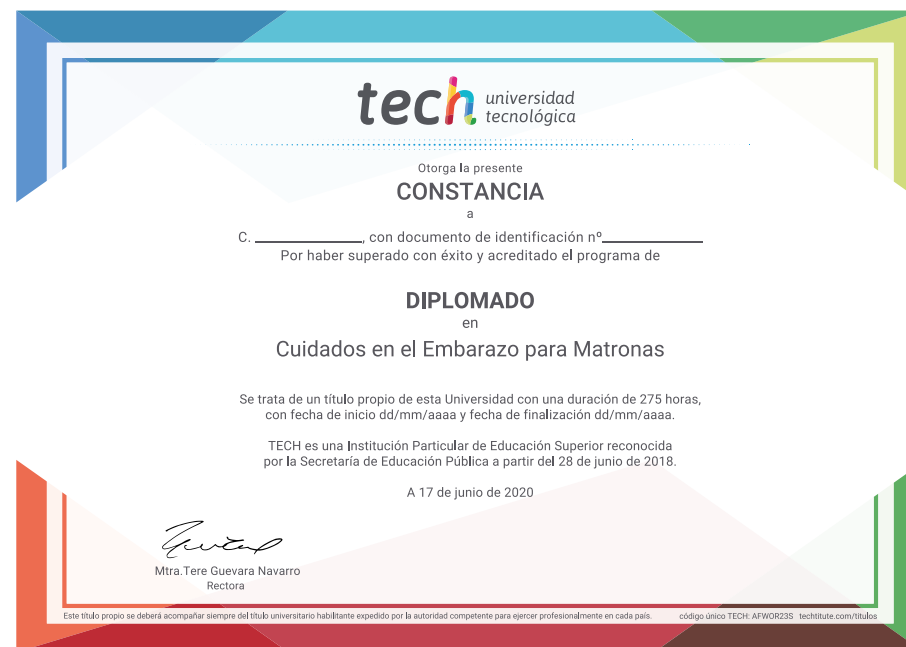 tech universidad
tecnológica
Otorga la presente
CONSTANCIA
a
C. ____________, con documento de identificación nº____________
Por haber superado con éxito y acreditado el programa de
DIPLOMADO
en
Cuidados en el Embarazo para Matronas
Se trata de un título propio de esta Universidad con una duración de 275 horas,
con fecha de inicio dd/mm/aaaa y fecha de finalización dd/mm/aaaa.
TECH es una Institución Particular de Educación Superior reconocida
por la Secretaría de Educación Pública a partir del 28 de junio de 2018.
A 17 de junio de 2020
Mtra.Tere Guevara Navarro
Rectora
Este título propio se deberá acompañar siempre del título universitario habilitante expedido por la autoridad competente para ejercer profesionalmente en cada país. código único TECH: AFWOR23S techtitute.com/titulos